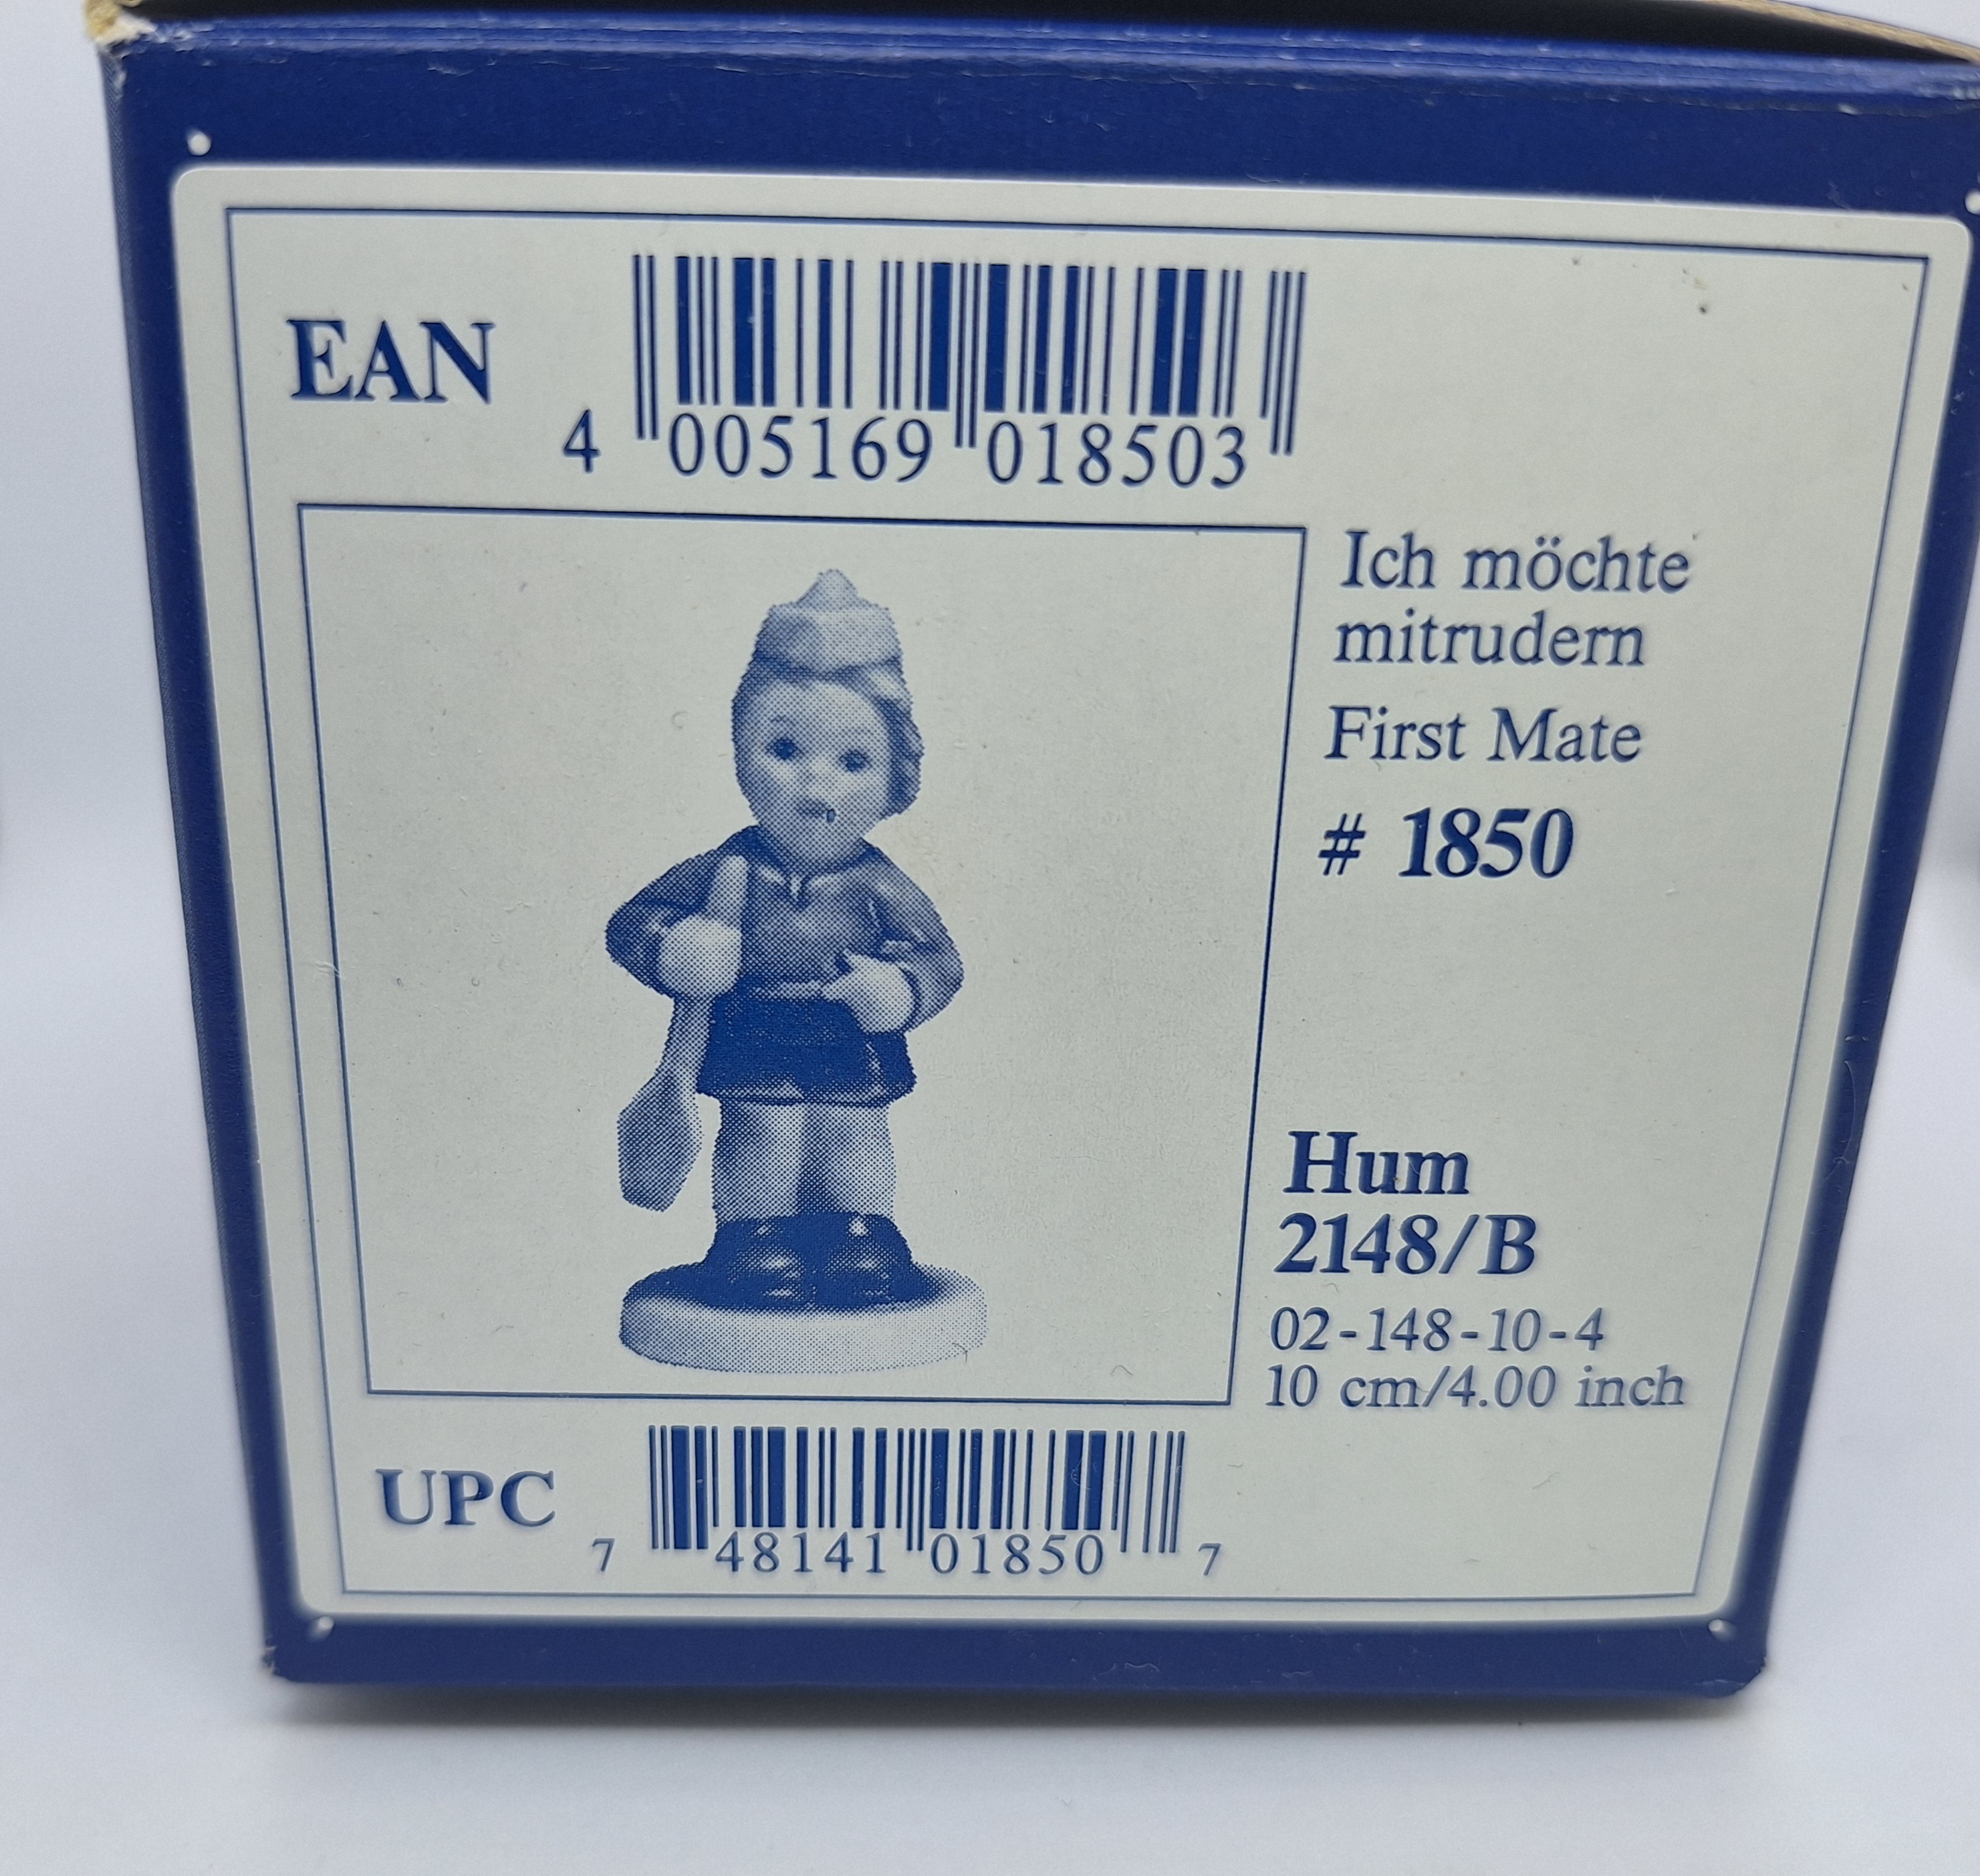 EAN
4 005169 018503
Ich möchte
mitrudern
First Mate
# 1850
Hum
2148/B
02-148-10-4
10 cm/4.00 inch
UPC
7 48141 01850 7